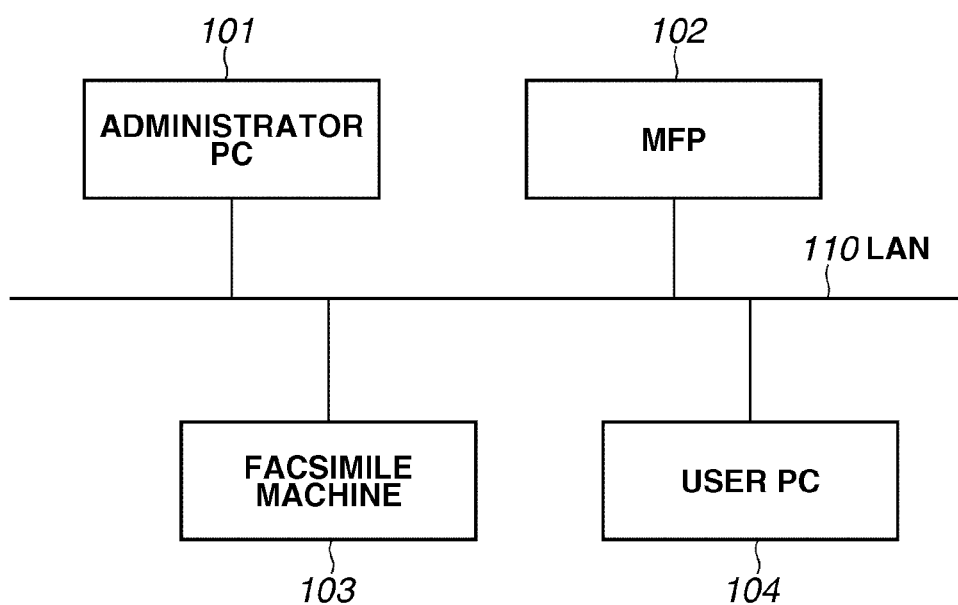 101
102
ADMINISTRATOR
PC
MFP
110 LAN
FACSIMILE
MACHINE
USER PC
103
104